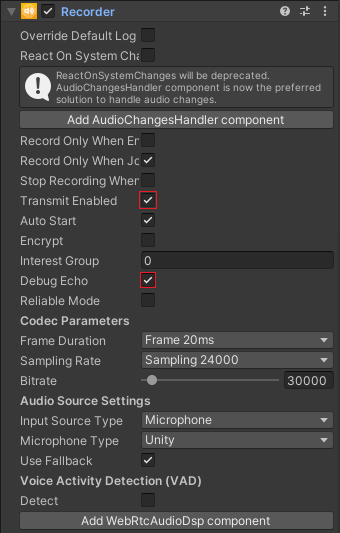 Recorder
Override Default Log
React On System Cha
ReactOnSystemChanges will be deprecated.
AudioChangesHandler component is now the preferred
solution to handle audio changes.
Add AudioChangesHandler component
Record Only When En
Record Only When Jo
Stop Recording When
Transmit Enabled
Auto Start
Encrypt
Interest Group 0
Debug Echo
Reliable Mode
Codec Parameters
Frame Duration Frame 20ms
Sampling Rate Sampling 24000
Bitrate 30000
Audio Source Settings
Input Source Type Microphone
Microphone Type Unity
Use Fallback
Voice Activity Detection (VAD)
Detect
Add WebRtcAudioDsp component